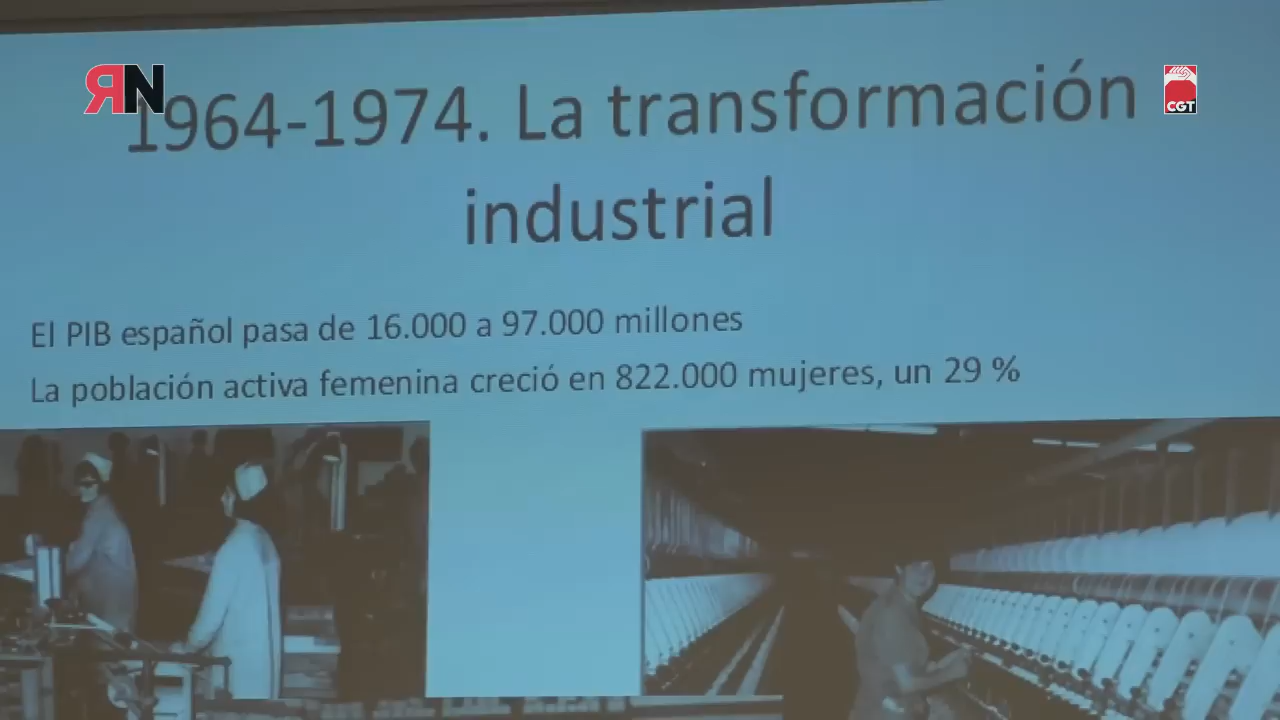 ЯN
1964-1974. La transformación
CGT
industrial
El PIB español pasa de 16.000 a 97.000 millones
La población activa femenina creció en 822.000 mujeres, un 29 %